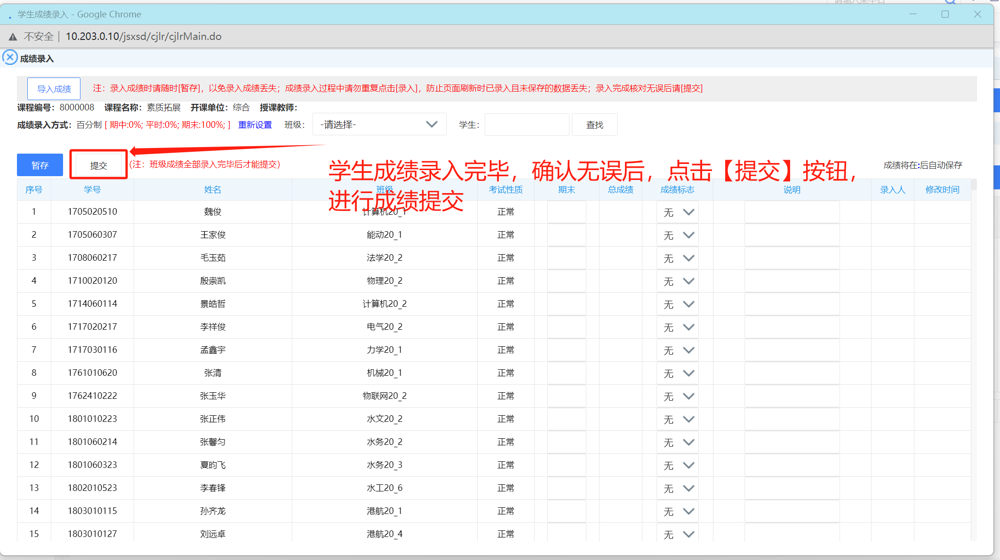 学生成绩录入 - Google Chrome
不安全 | 10.203.0.10/jsxsd/cjlr/cjlrMain.do
成绩录入
导入成绩 注：录入成绩时请随时[暂存]，以免录入成绩丢失；成绩录入过程中请勿重复点击[录入]，防止页面刷新时已录入且未保存的数据丢失；录入完成核对无误后请[提交]
课程编号：8000008 课程名称：素质拓展 开课单位：综合 授课教师：
成绩录入方式：百分制 [ 期中:0%; 平时:0%; 期末:100%; ] 重新设置 班级： -请选择- 学生： 查找
暂存 提交 (注：班级成绩全部录入完毕后才能提交) 成绩将在:后自动保存
学生成绩录入完毕，确认无误后，点击【提交】按钮，
进行成绩提交
序号 学号 姓名 班级 考试性质 期末 总成绩 成绩标志 说明 录入人 修改时间
1 1705020510 魏俊 计算机20_1 正常 无
2 1705060307 王家俊 能动20_1 正常 无
3 1708060217 毛玉茹 法学20_2 正常 无
4 1710020120 殷崇凯 物理20_2 正常 无
5 1714060114 景皓哲 计算机20_2 正常 无
6 1717020217 李祥俊 电气20_2 正常 无
7 1717030116 孟鑫宇 力学20_1 正常 无
8 1761010620 张清 机械20_1 正常 无
9 1762410222 张玉华 物联网20_2 正常 无
10 1801010223 张正伟 水文20_2 正常 无
11 1801060214 张馨匀 水务20_2 正常 无
12 1801060323 夏昀飞 水务20_3 正常 无
13 1802010523 李春锋 水工20_6 正常 无
14 1803010115 孙齐龙 港航20_1 正常 无
15 1803010127 刘远卓 港航20_4 正常 无